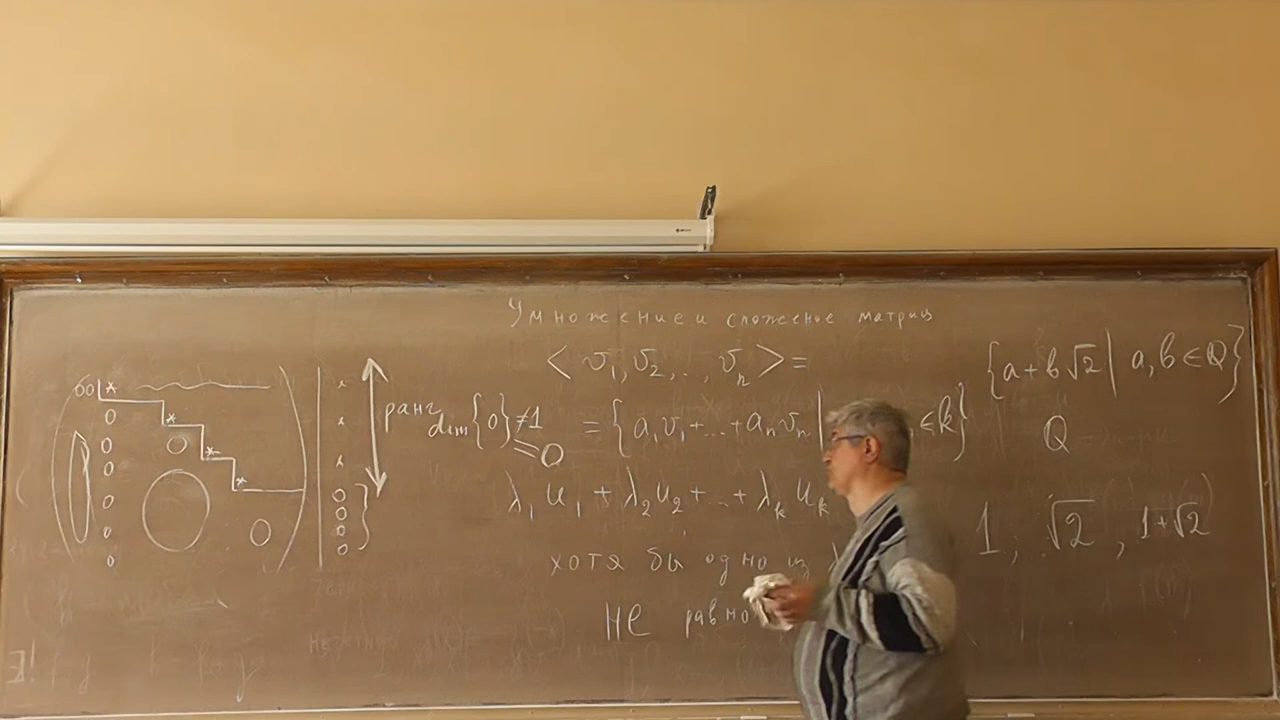 Умножение и сложение матриц
< v₁, v₂, .., vₙ > =
= { a₁v₁ + ... + aₙvₙ | ∈ k }
λ₁u₁ + λ₂u₂ + ... + λₖuₖ
хотя бы одно из λ
не равно
ранг
dim {0} ≠ 1
= 0
{ a + b√2 | a, b ∈ Q }
Q
1, √2, 1+√2